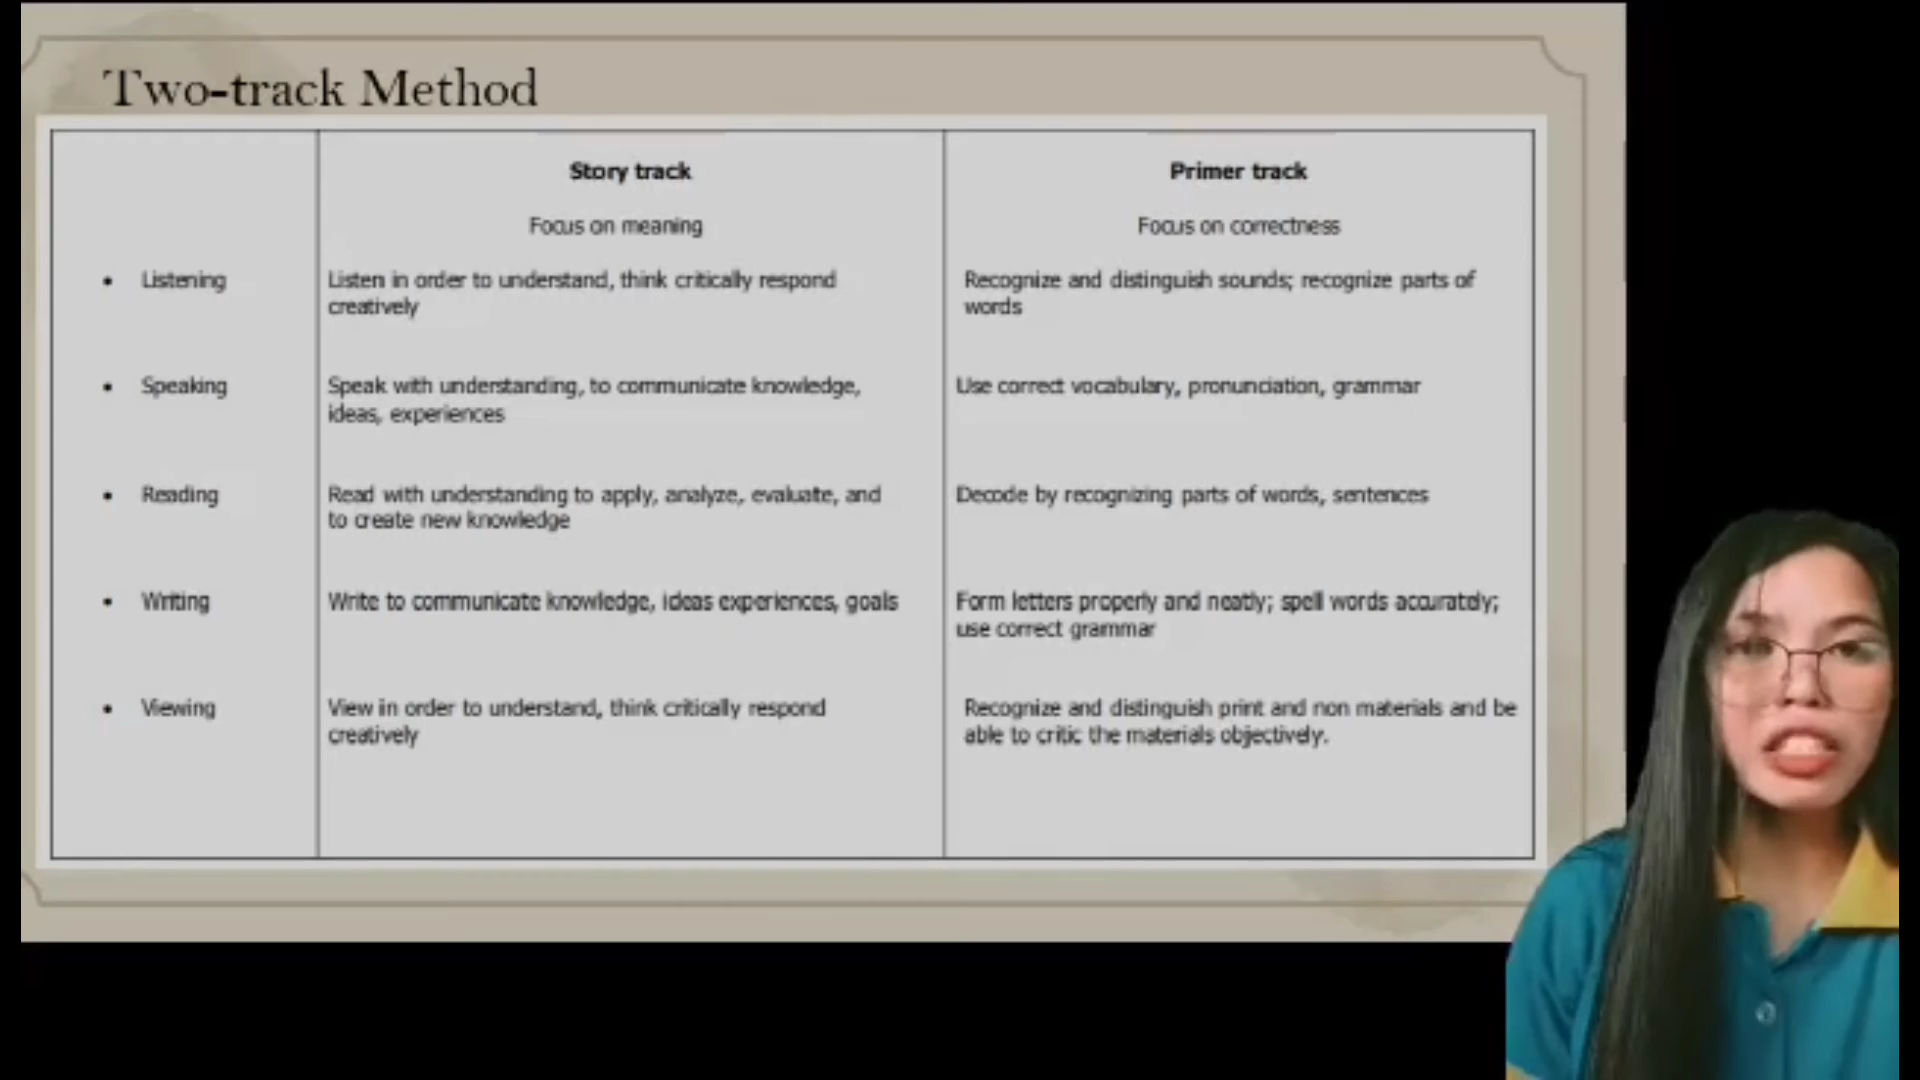 Two-track Method
Story track
Primer track
Focus on meaning
Focus on correctness
• Listening
Listen in order to understand, think critically respond
creatively
Recognize and distinguish sounds; recognize parts of
words
• Speaking
Speak with understanding, to communicate knowledge,
ideas, experiences
Use correct vocabulary, pronunciation, grammar
• Reading
Read with understanding to apply, analyze, evaluate, and
to create new knowledge
Decode by recognizing parts of words, sentences
• Writing
Write to communicate knowledge, ideas experiences, goals
Form letters properly and neatly; spell words accurately;
use correct grammar
• Viewing
View in order to understand, think critically respond
creatively
Recognize and distinguish print and non materials and be
able to critic the materials objectively.